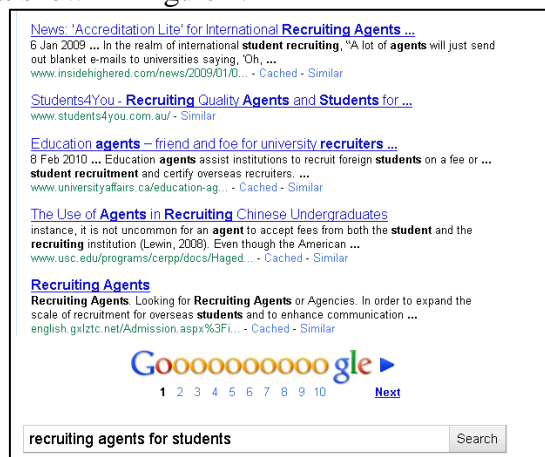 News: 'Accreditation Lite' for International Recruiting Agents ...
6 Jan 2009 ... In the realm of international student recruiting, "A lot of agents will just send
out blanket e-mails to universities saying, 'Oh, ...
www.insidehighered.com/news/2009/01/0... - Cached - Similar
Students4You - Recruiting Quality Agents and Students for ...
www.students4you.com.au/ - Similar
Education agents – friend and foe for university recruiters ...
8 Feb 2010 ... Education agents assist institutions to recruit foreign students on a fee or ...
student recruitment and certify overseas recruiters. ...
www.universityaffairs.ca/education-ag... - Cached - Similar
The Use of Agents in Recruiting Chinese Undergraduates
instance, it is not uncommon for an agent to accept fees from both the student and the
recruiting institution (Lewin, 2008). Even though the American ...
www.usc.edu/programs/cerpp/docs/Haged... - Cached - Similar
Recruiting Agents
Recruiting Agents. Looking for Recruiting Agents or Agencies. In order to expand the
scale of recruitment for overseas students and to enhance communication ...
english.gxlztc.net/Admission.aspx%3Fi... - Cached - Similar
Goooooooooogle
1 2 3 4 5 6 7 8 9 10 Next
recruiting agents for students Search